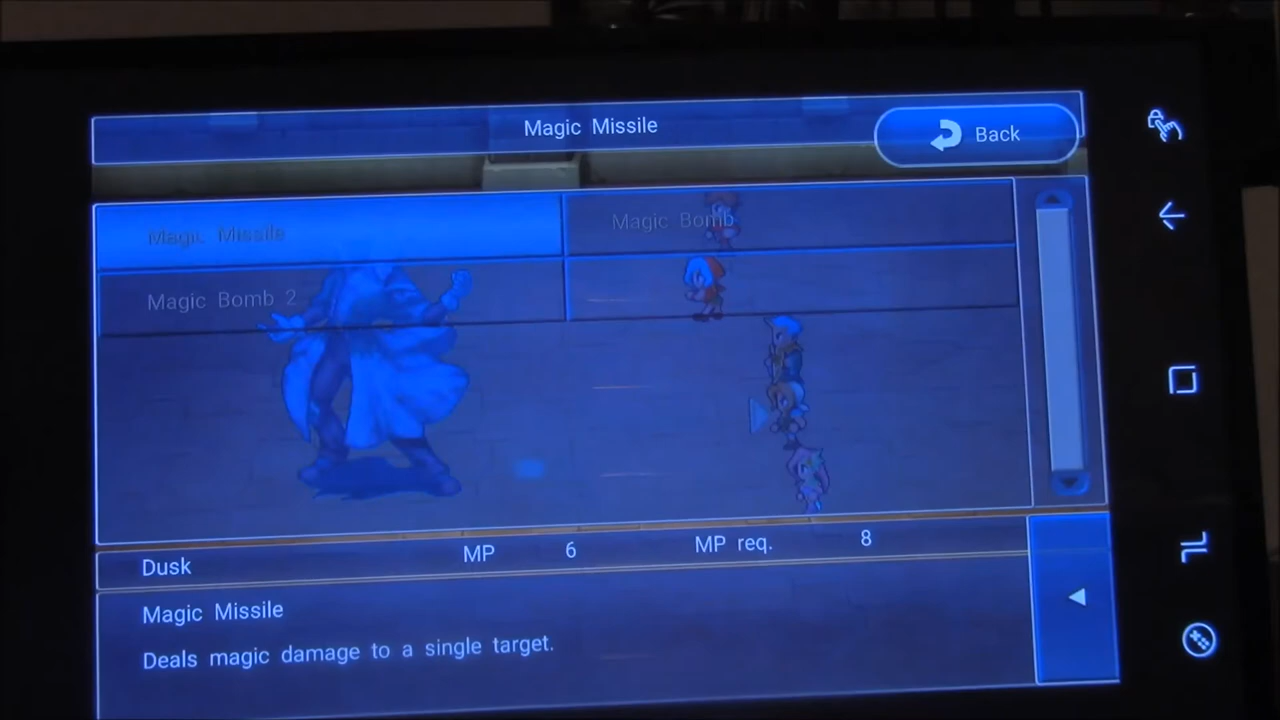 Magic Missile
Back
Magic Missile
Magic Bomb
Magic Bomb 2
Dusk MP 6 MP req. 8
Magic Missile
Deals magic damage to a single target.